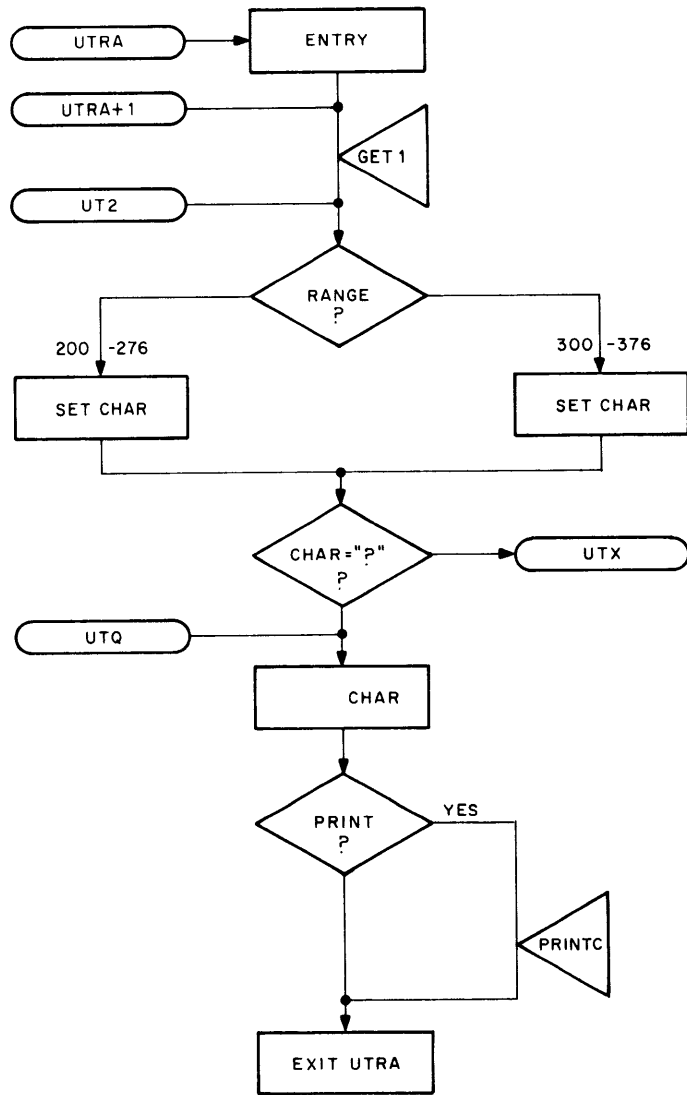 UTRA
ENTRY
UTRA+1
GET 1
UT2
RANGE
?
200 -276
300 -376
SET CHAR
SET CHAR
CHAR="?"
?
UTX
UTQ
CHAR
PRINT
?
YES
PRINTC
EXIT UTRA